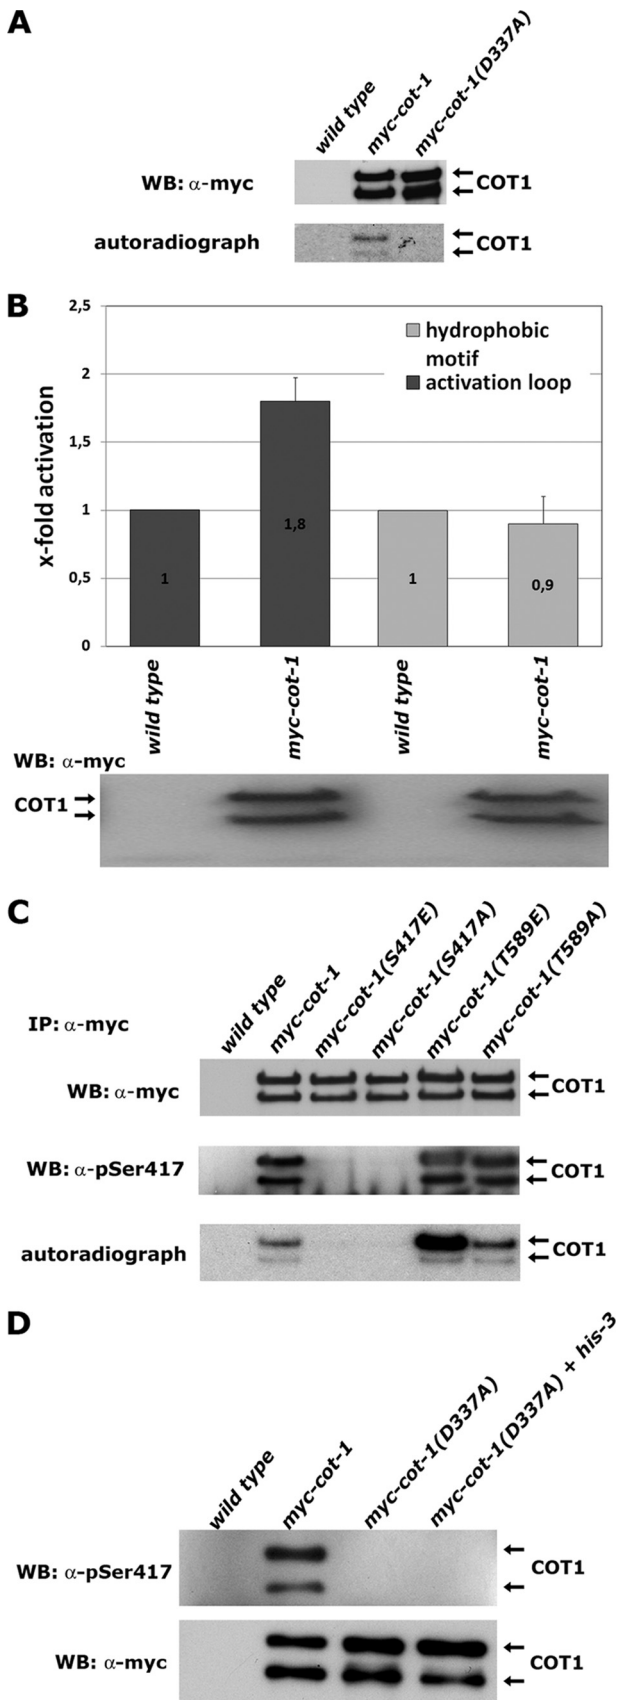 A
wild type
myc-cot-1
myc-cot-1(D337A)
WB: α-myc
COT1
autoradiograph
COT1
B
2,5
2
1,5
1
0,5
0
x-fold activation
hydrophobic
motif
activation loop
1
1,8
1
0,9
wild type
myc-cot-1
wild type
myc-cot-1
WB: α-myc
COT1
C
wild type
myc-cot-1
myc-cot-1(S417E)
myc-cot-1(S417A)
myc-cot-1(T589E)
myc-cot-1(T589A)
IP: α-myc
WB: α-myc
COT1
WB: α-pSer417
COT1
autoradiograph
COT1
D
wild type
myc-cot-1
myc-cot-1(D337A)
myc-cot-1(D337A) + his-3
WB: α-pSer417
COT1
WB: α-myc
COT1